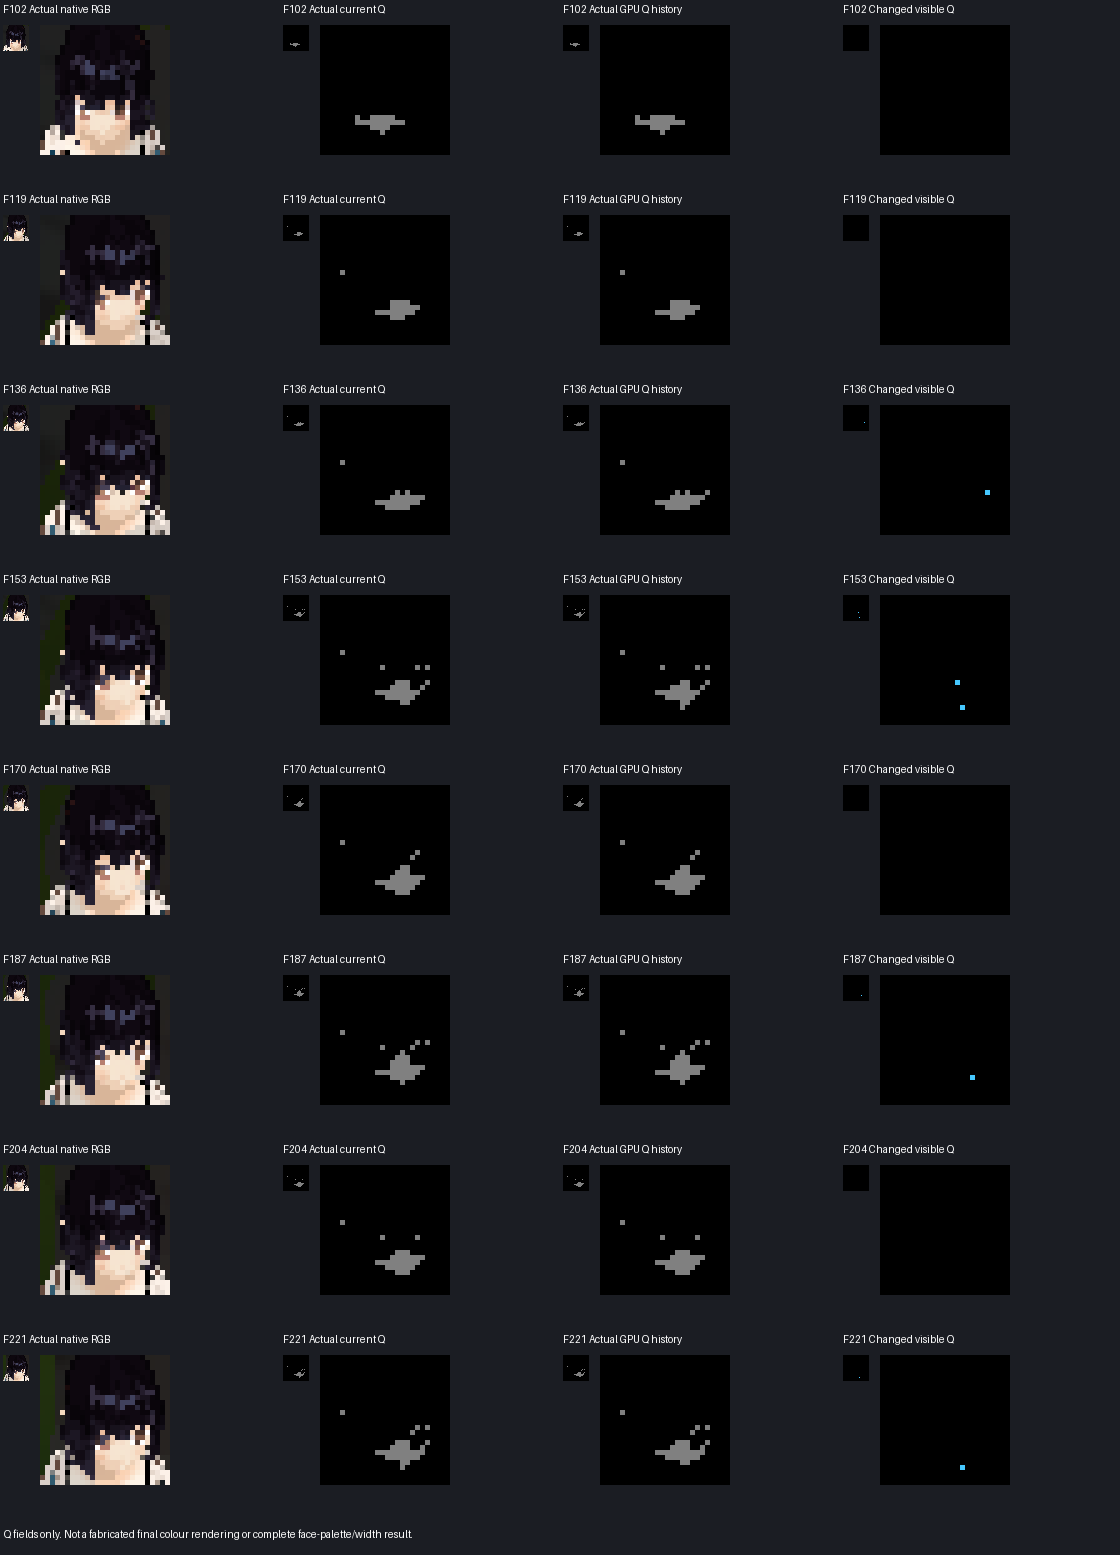 F102 Actual native RGB
F102 Actual current Q
F102 Actual GPU Q history
F102 Changed visible Q
F119 Actual native RGB
F119 Actual current Q
F119 Actual GPU Q history
F119 Changed visible Q
F136 Actual native RGB
F136 Actual current Q
F136 Actual GPU Q history
F136 Changed visible Q
F153 Actual native RGB
F153 Actual current Q
F153 Actual GPU Q history
F153 Changed visible Q
F170 Actual native RGB
F170 Actual current Q
F170 Actual GPU Q history
F170 Changed visible Q
F187 Actual native RGB
F187 Actual current Q
F187 Actual GPU Q history
F187 Changed visible Q
F204 Actual native RGB
F204 Actual current Q
F204 Actual GPU Q history
F204 Changed visible Q
F221 Actual native RGB
F221 Actual current Q
F221 Actual GPU Q history
F221 Changed visible Q
Q fields only. Not a fabricated final colour rendering or complete face-palette/width result.